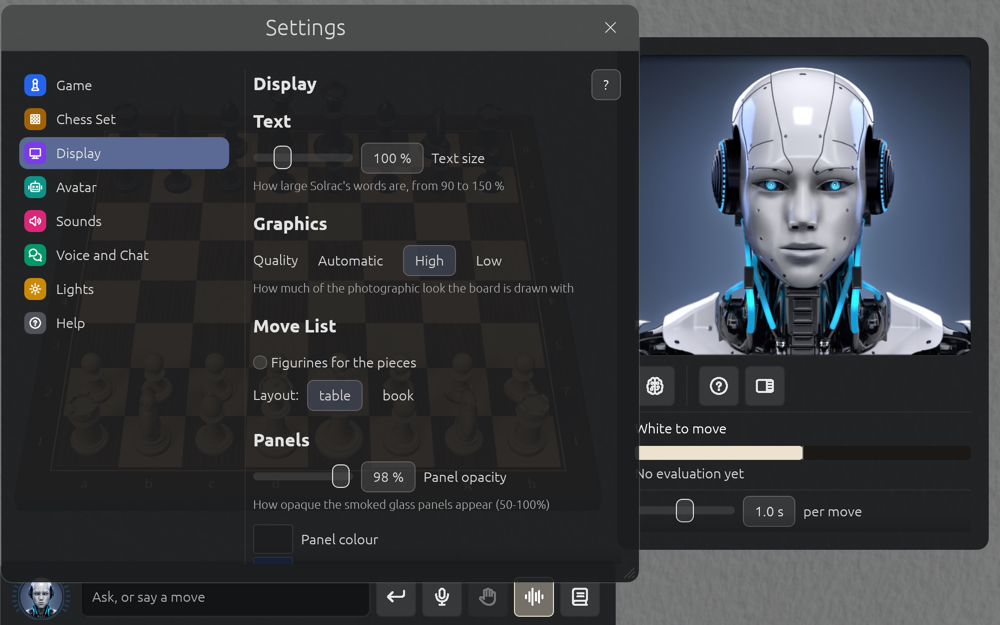 Settings
Game
Chess Set
Display
Avatar
Sounds
Voice and Chat
Lights
Help
Display
?
Text
100 % Text size
How large Solrac's words are, from 90 to 150 %
Graphics
Quality Automatic High Low
How much of the photographic look the board is drawn with
Move List
Figurines for the pieces
Layout: table book
Panels
98 % Panel opacity
How opaque the smoked glass panels appear (50-100%)
Panel colour
White to move
No evaluation yet
1.0 s per move
Ask, or say a move